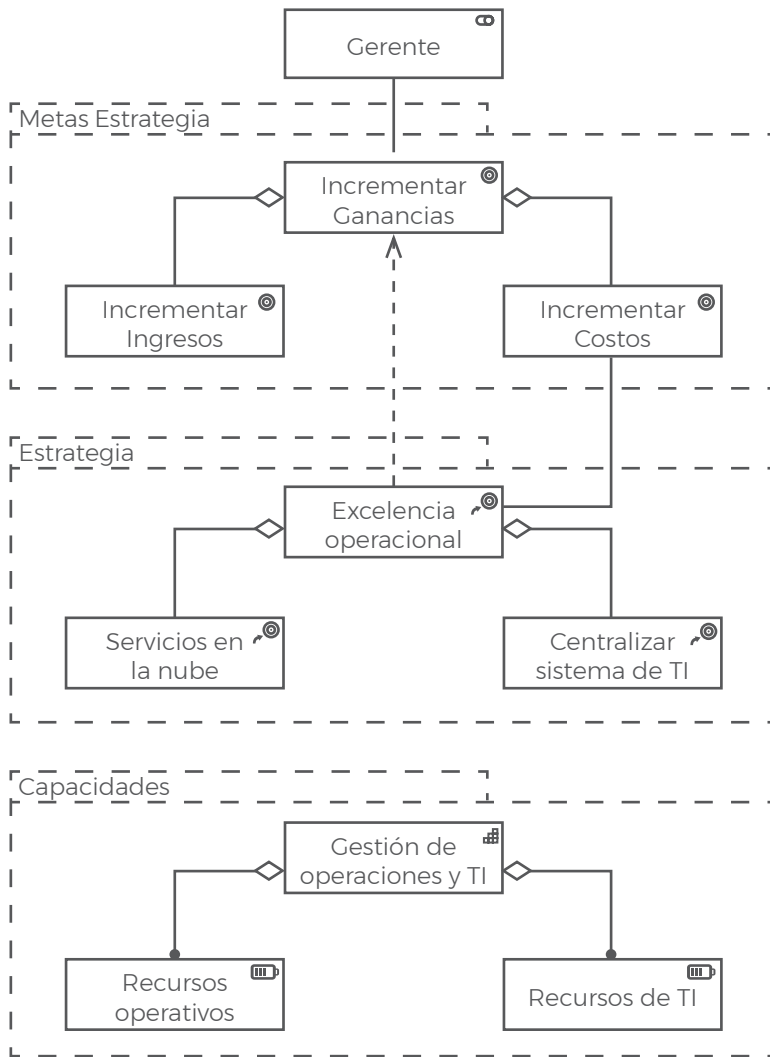 Gerente
Metas Estrategia
Incrementar
Ganancias
Incrementar
Ingresos
Incrementar
Costos
Estrategia
Excelencia
operacional
Servicios en
la nube
Centralizar
sistema de TI
Capacidades
Gestión de
operaciones y TI
Recursos
operativos
Recursos de TI